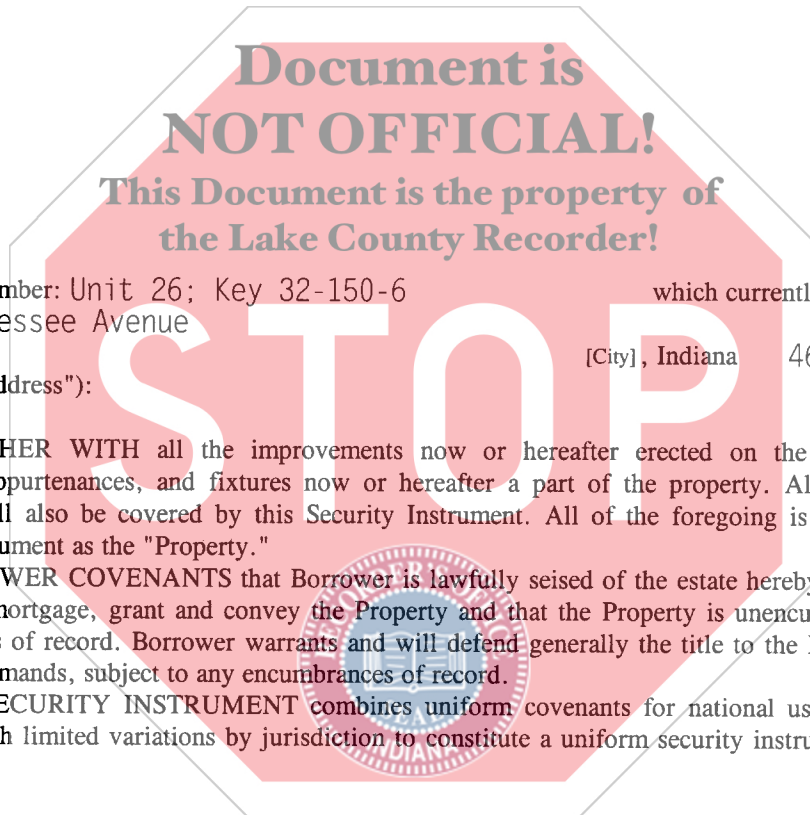 Document is
NOT OFFICIAL!
This Document is the property of
the Lake County Recorder!
mber: Unit 26; Key 32-150-6 which currentl
essee Avenue
[City], Indiana 46
ddress"):
STOP
HER WITH all the improvements now or hereafter erected on the
ppurtenances, and fixtures now or hereafter a part of the property. Al
ll also be covered by this Security Instrument. All of the foregoing is
ument as the "Property."
WER COVENANTS that Borrower is lawfully seised of the estate hereby
mortgage, grant and convey the Property and that the Property is unencu
s of record. Borrower warrants and will defend generally the title to the
mands, subject to any encumbrances of record.
ECURITY INSTRUMENT combines uniform covenants for national us
h limited variations by jurisdiction to constitute a uniform security instru
SEAL
INDIANA